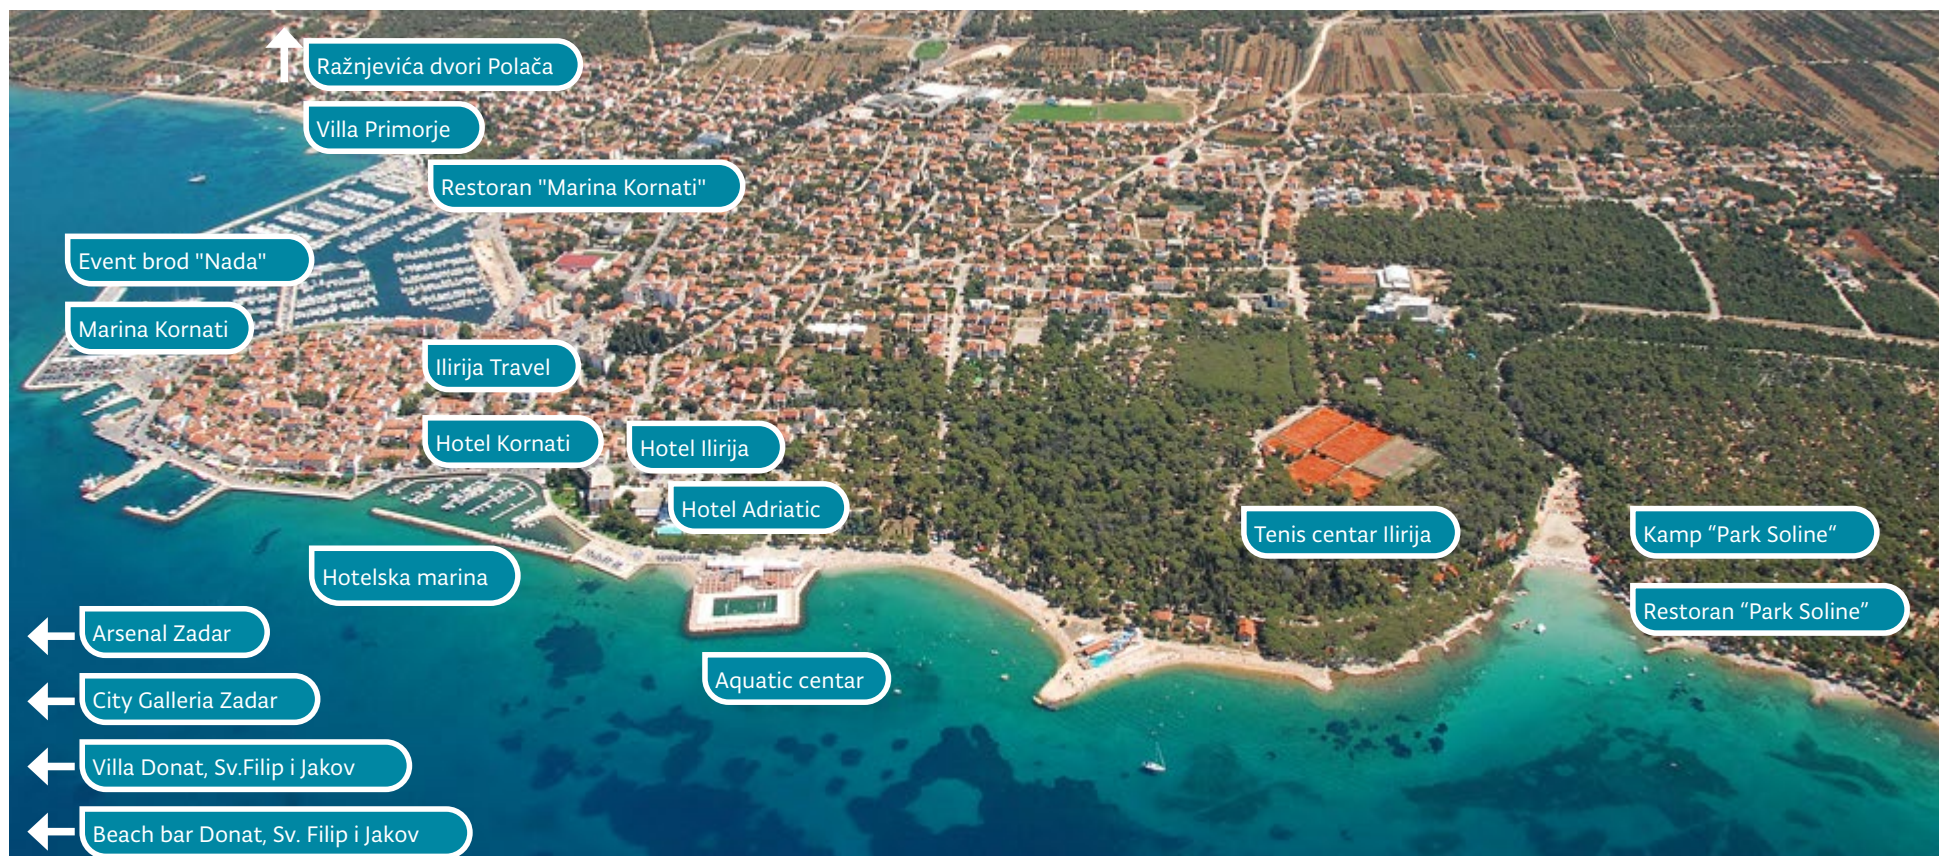 Ražnjevića dvori Polača
Villa Primorje
Restoran "Marina Kornati"
Event brod "Nada"
Marina Kornati
Ilirija Travel
Hotel Kornati
Hotel Ilirija
Hotel Adriatic
Tenis centar Ilirija
Kamp “Park Soline“
Hotelska marina
Restoran “Park Soline”
Arsenal Zadar
Aquatic centar
City Galleria Zadar
Villa Donat, Sv.Filip i Jakov
Beach bar Donat, Sv. Filip i Jakov